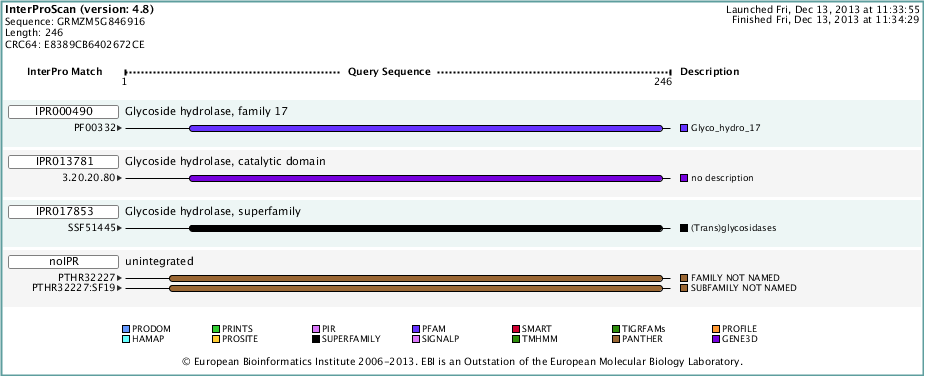 InterProScan (version: 4.8)
Launched Fri, Dec 13, 2013 at 11:33:55
Sequence: GRMZM5G846916
Finished Fri, Dec 13, 2013 at 11:34:29
Length: 246
CRC64: E8389CB6402672CE
InterPro Match Query Sequence Description
1 246
IPR000490 Glycoside hydrolase, family 17
PF00332 Glyco_hydro_17
IPR013781 Glycoside hydrolase, catalytic domain
3.20.20.80 no description
IPR017853 Glycoside hydrolase, superfamily
SSF51445 (Trans)glycosidases
noIPR unintegrated
PTHR32227 FAMILY NOT NAMED
PTHR32227:SF19 SUBFAMILY NOT NAMED
PRODOM PRINTS PIR PFAM SMART TIGRFAMs PROFILE
HAMAP PROSITE SUPERFAMILY SIGNALP TMHMM PANTHER GENE3D
© European Bioinformatics Institute 2006-2013. EBI is an Outstation of the European Molecular Biology Laboratory.